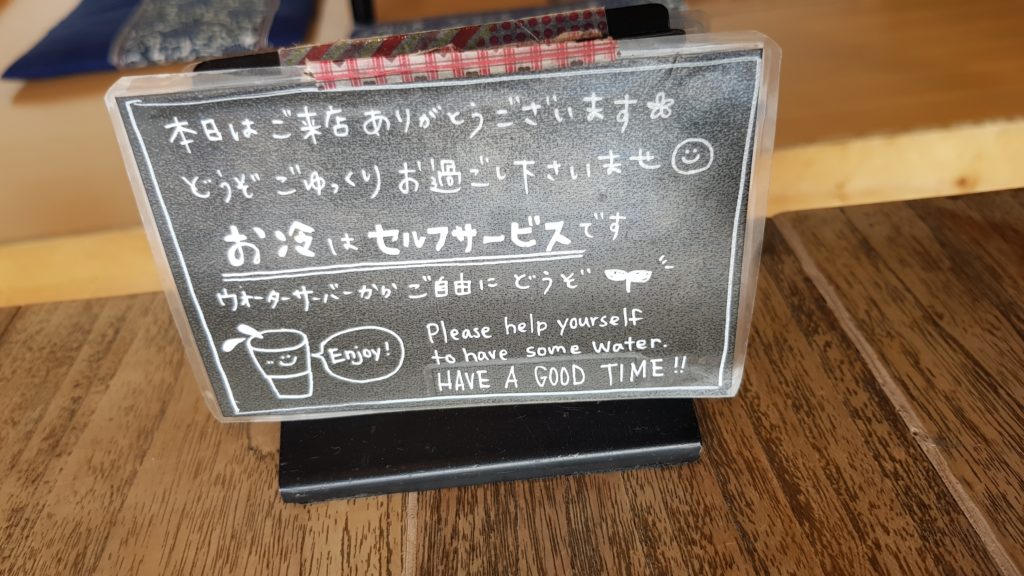 本日は ご来店 ありがとうございます
どうぞ ごゆっくり お過ごし下さいませ
お冷は セルフサービスです
ウォーターサーバーから ご自由に どうぞ
Enjoy!
Please help yourself
to have some water.
HAVE A GOOD TIME!!